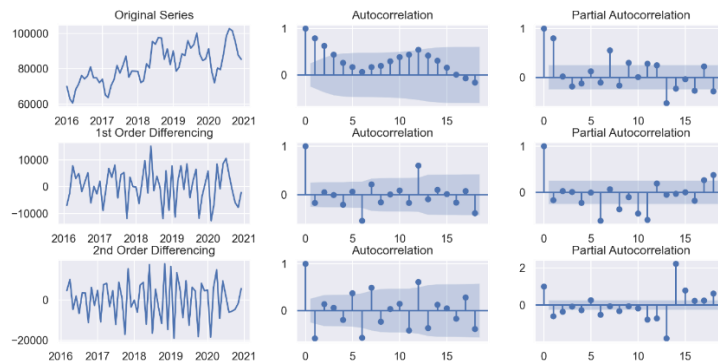 Original Series
Autocorrelation
Partial Autocorrelation
100000
80000
60000
2016 2017 2018 2019 2020 2021
1
0
0 5 10 15
1
0
0 5 10 15
1st Order Differencing
Autocorrelation
Partial Autocorrelation
10000
0
−10000
2016 2017 2018 2019 2020 2021
1
0
0 5 10 15
1
0
0 5 10 15
2nd Order Differencing
Autocorrelation
Partial Autocorrelation
0
−20000
2016 2017 2018 2019 2020 2021
1
0
0 5 10 15
2
0
0 5 10 15